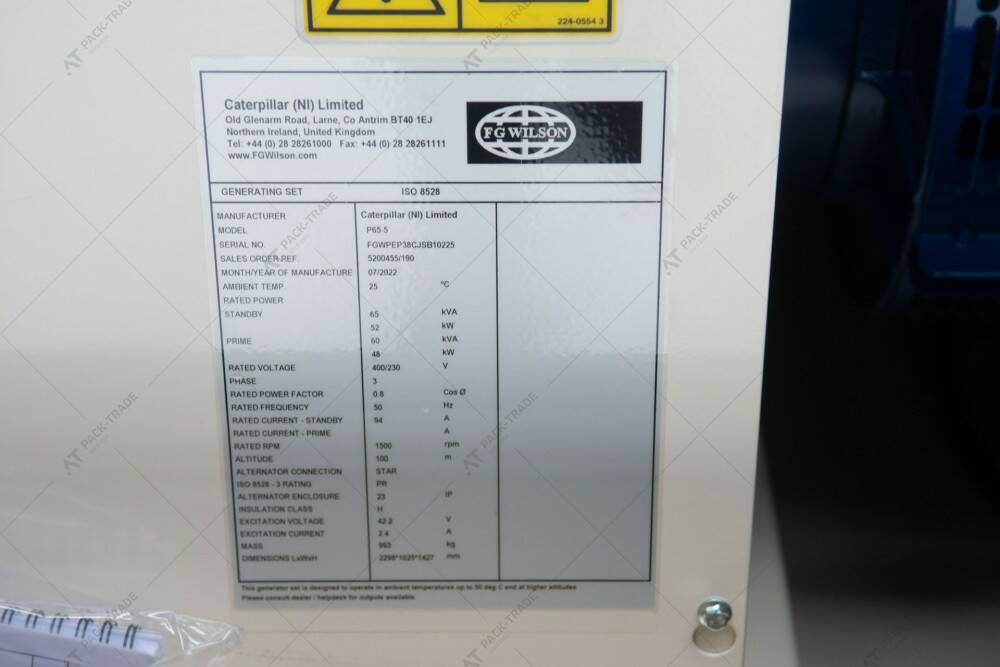 224-0554 3
Caterpillar (NI) Limited
Old Glenarm Road, Larne, Co Antrim BT40 1EJ
Northern Ireland, United Kingdom
Tel: +44 (0) 28 28261000 Fax: +44 (0) 28 28261111
www.FGWilson.com
FG WILSON
GENERATING SET ISO 8528
MANUFACTURER Caterpillar (NI) Limited
MODEL P65-5
SERIAL NO. FGWPEP38CJSB10225
SALES ORDER REF. 5200455/190
MONTH/YEAR OF MANUFACTURE 07/2022
AMBIENT TEMP 25 °C
RATED POWER
STANDBY 65 kVA
52 kW
PRIME 60 kVA
48 kW
RATED VOLTAGE 400/230 V
PHASE 3
RATED POWER FACTOR 0.8 Cos Ø
RATED FREQUENCY 50 Hz
RATED CURRENT - STANDBY 94 A
RATED CURRENT - PRIME A
RATED RPM 1500 rpm
ALTITUDE 100 m
ALTERNATOR CONNECTION STAR
ISO 8528 - 3 RATING PR
ALTERNATOR ENCLOSURE 23 IP
INSULATION CLASS H
EXCITATION VOLTAGE 42.2 V
EXCITATION CURRENT 2.4 A
MASS 993 kg
DIMENSIONS LxWxH 2298*1025*1427 mm
This generator set is designed to operate in ambient temperatures up to 50 deg C and at higher altitudes
Please consult dealer / helpdesk for outputs available
AT PACK-TRADE